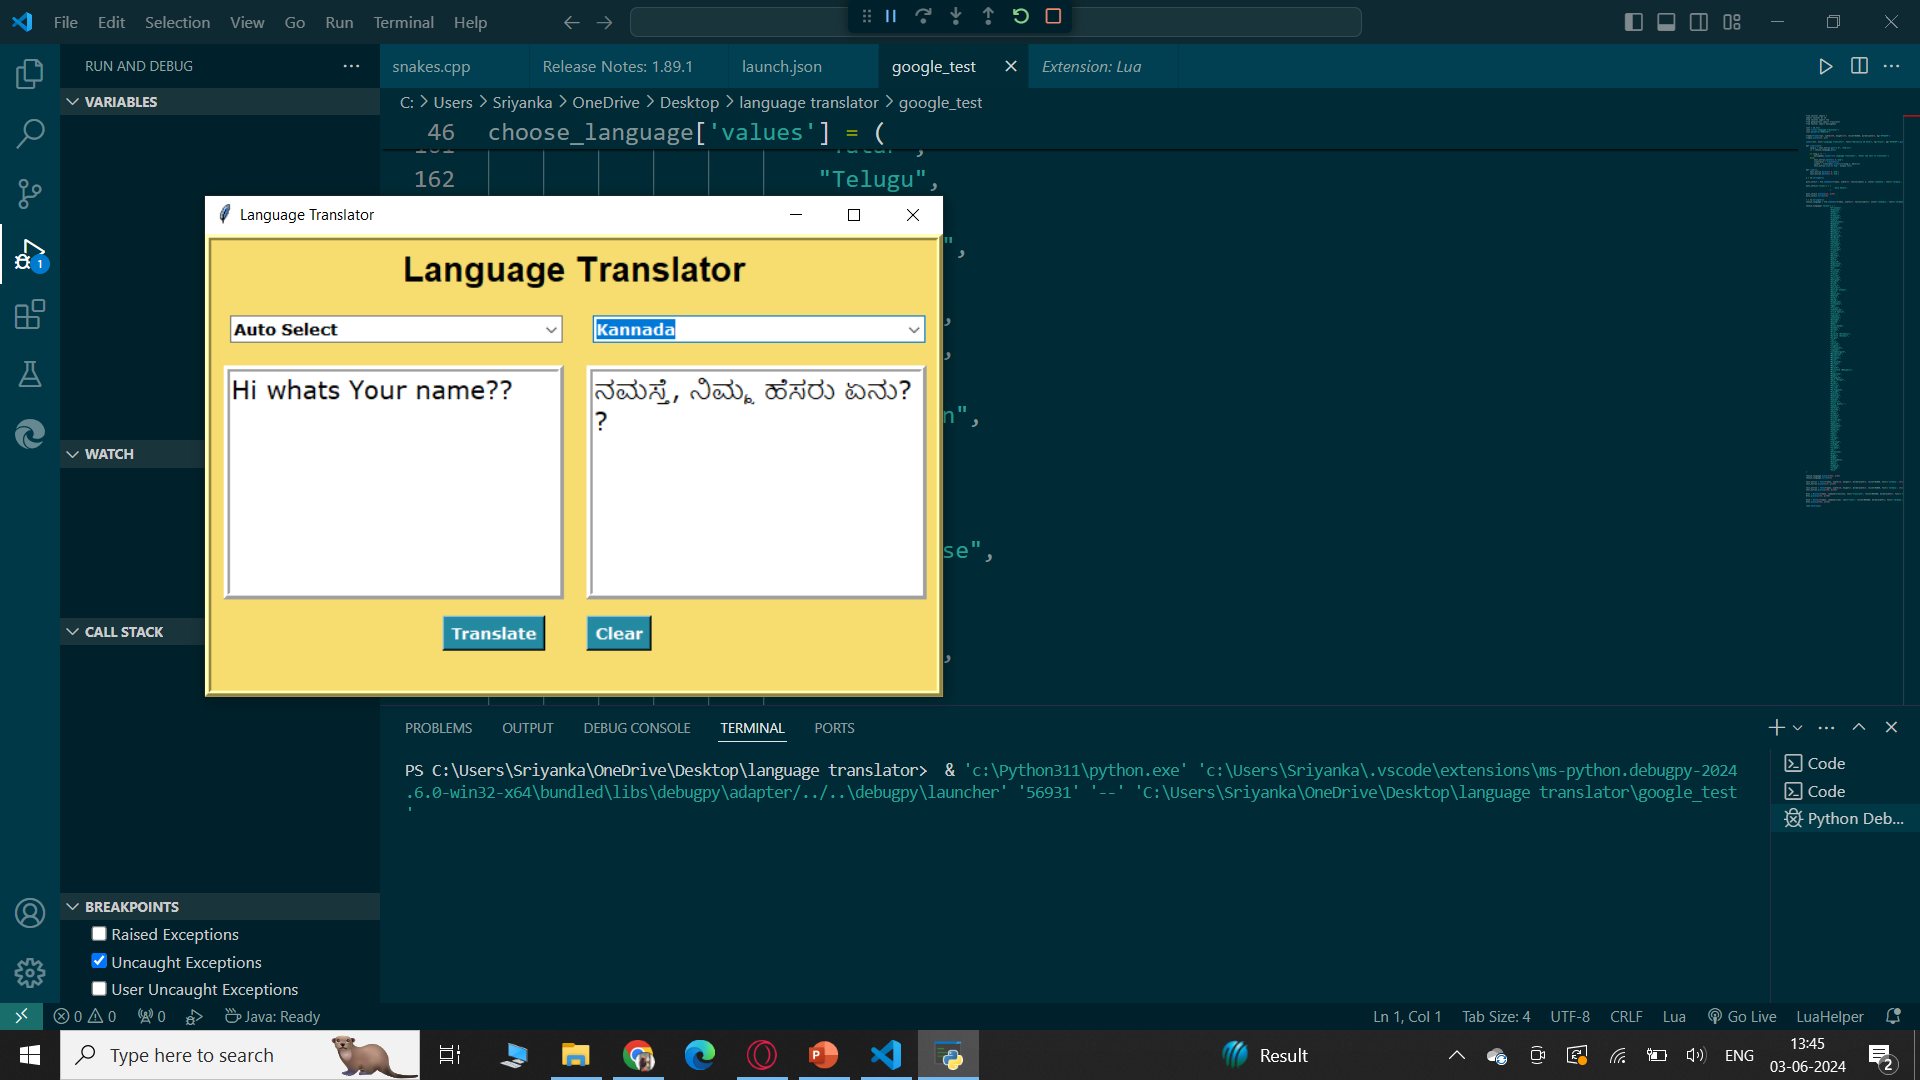 File Edit Selection View Go Run Terminal Help
RUN AND DEBUG
snakes.cpp
Release Notes: 1.89.1
launch.json
google_test
Extension: Lua
VARIABLES
C: > Users > Sriyanka > OneDrive > Desktop > language translator > google_test
46 choose_language['values'] = (
162 "Telugu",
Language Translator
Language Translator
Auto Select
Kannada
Hi whats Your name??
ನಮಸ್ತೆ, ನಿಮ್ಮ ಹೆಸರು ಏನು?
?
Translate
Clear
",
n",
se",
WATCH
CALL STACK
PROBLEMS OUTPUT DEBUG CONSOLE TERMINAL PORTS
PS C:\Users\Sriyanka\OneDrive\Desktop\language translator> & 'c:\Python311\python.exe' 'c:\Users\Sriyanka\.vscode\extensions\ms-python.debugpy-2024
.6.0-win32-x64\bundled\libs\debugpy\adapter/../..\debugpy\launcher' '56931' '--' 'C:\Users\Sriyanka\OneDrive\Desktop\language translator\google_test
'
Code
Code
Python Deb...
BREAKPOINTS
Raised Exceptions
Uncaught Exceptions
User Uncaught Exceptions
0 0 0 Java: Ready
Ln 1, Col 1 Tab Size: 4 UTF-8 CRLF Lua Go Live LuaHelper
Type here to search
Result
ENG
13:45
03-06-2024
2
1